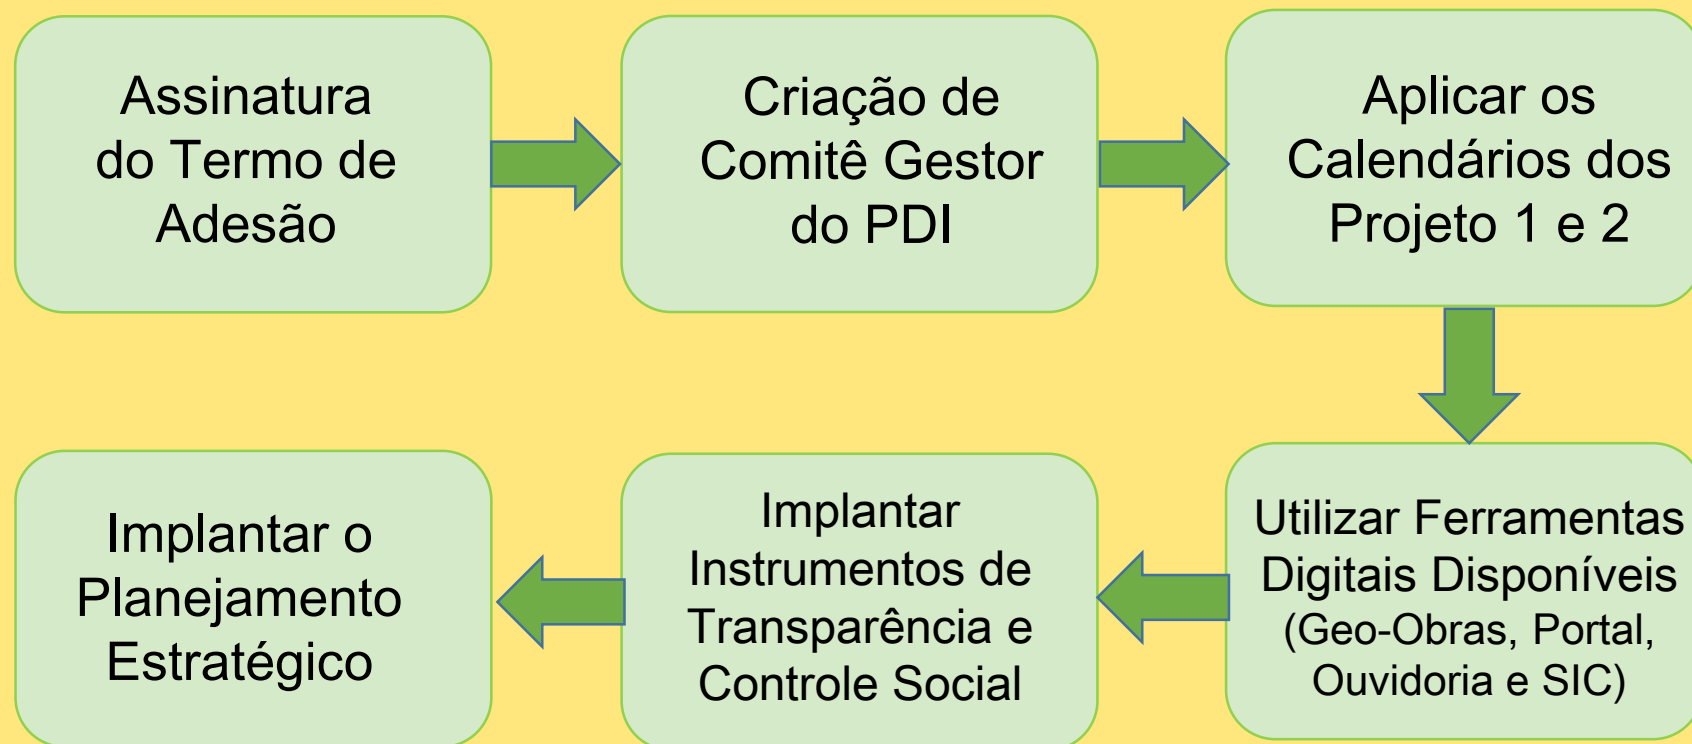 Assinatura
do Termo de
Adesão
Criação de
Comitê Gestor
do PDI
Aplicar os
Calendários dos
Projeto 1 e 2
Utilizar Ferramentas
Digitais Disponíveis
(Geo-Obras, Portal,
Ouvidoria e SIC)
Implantar
Instrumentos de
Transparência e
Controle Social
Implantar o
Planejamento
Estratégico